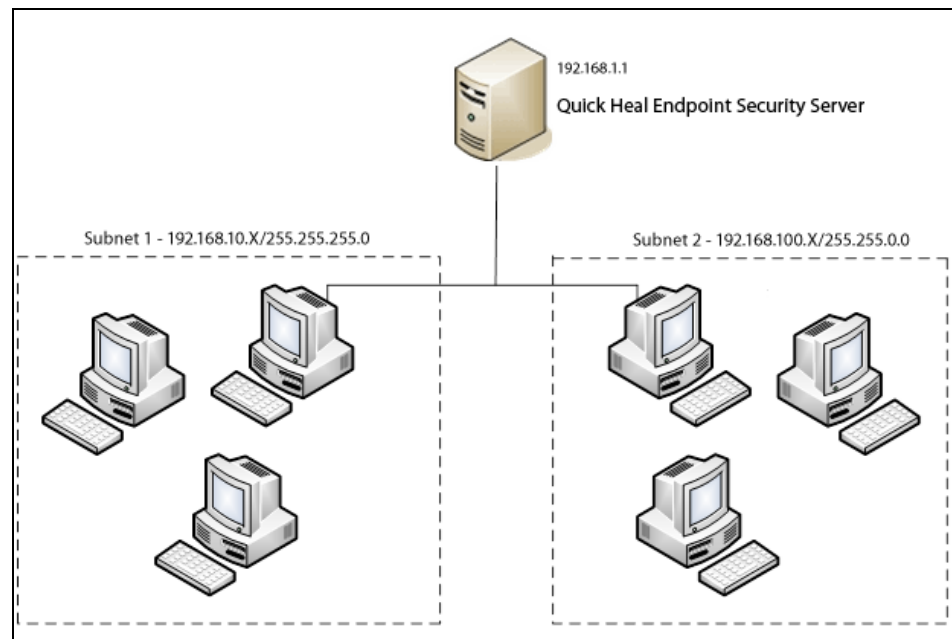 192.168.1.1
Quick Heal Endpoint Security Server
Subnet 1 - 192.168.10.X/255.255.255.0
Subnet 2 - 192.168.100.X/255.255.0.0